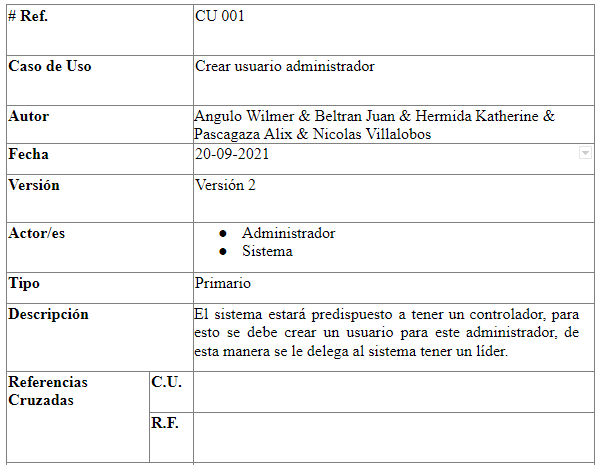 # Ref.
CU 001
Caso de Uso
Crear usuario administrador
Autor
Angulo Wilmer & Beltran Juan & Hermida Katherine &
Pascagaza Alix & Nicolas Villalobos
Fecha
20-09-2021
Versión
Versión 2
Actor/es
● Administrador
● Sistema
Tipo
Primario
Descripción
El sistema estará predispuesto a tener un controlador, para
esto se debe crear un usuario para este administrador, de
esta manera se le delega al sistema tener un líder.
Referencias
Cruzadas
C.U.
R.F.